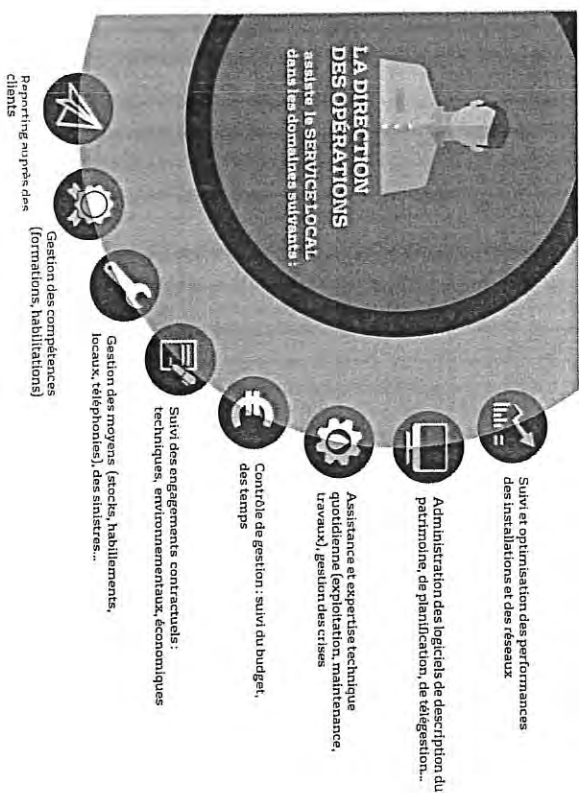 LA DIRECTION
DES OPÉRATIONS
assiste le SERVICE LOCAL
dans les domaines suivants :
Suivi et optimisation des performances
des installations et des réseaux
Administration des logiciels de description du
patrimoine, de planification, de télégestion...
Assistance et expertise technique
quotidienne (exploitation, maintenance,
travaux), gestion des crises
Contrôle de gestion : suivi du budget,
des temps
Suivi des engagements contractuels :
techniques, environnementaux, économiques
Gestion des moyens (stocks, habillements,
locaux, téléphonies), des sinistres...
Gestion des compétences
(formations, habilitations)
Reporting auprès des
clients